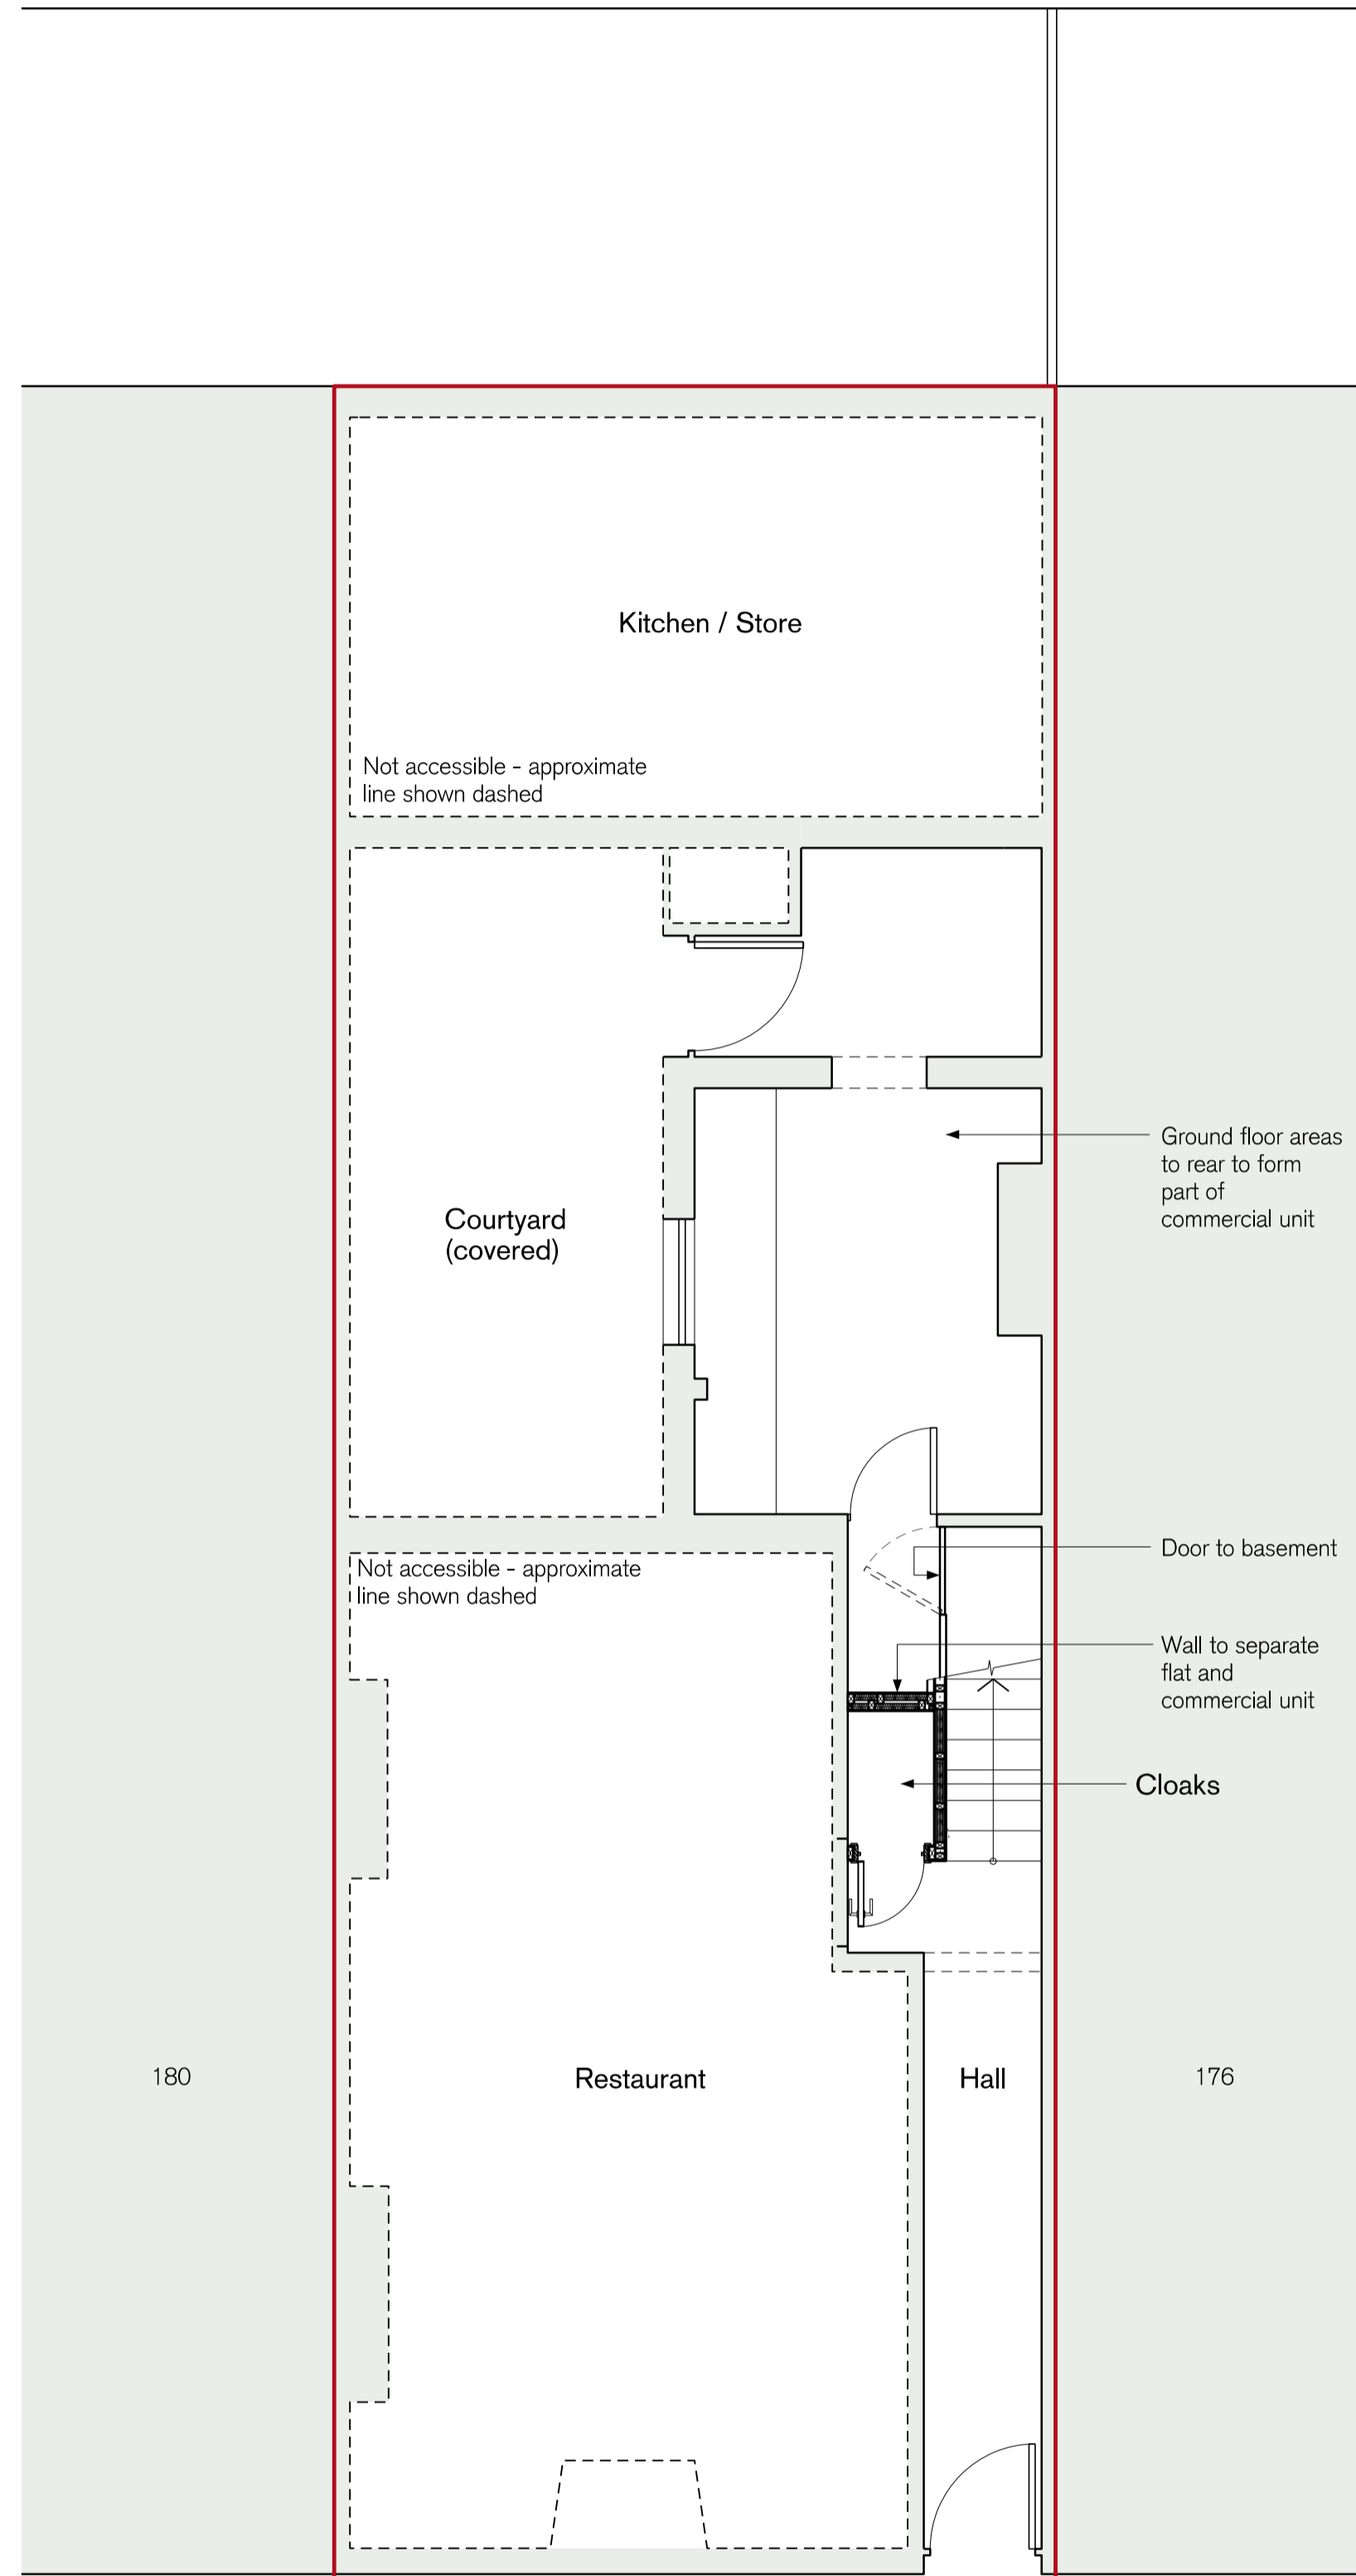 Kitchen / Store
Not accessible - approximate
line shown dashed
Ground floor areas
to rear to form
part of
commercial unit
Courtyard
(covered)
Door to basement
Not accessible - approximate
line shown dashed
Wall to separate
flat and
commercial unit
Cloaks
180
Restaurant
Hall
176